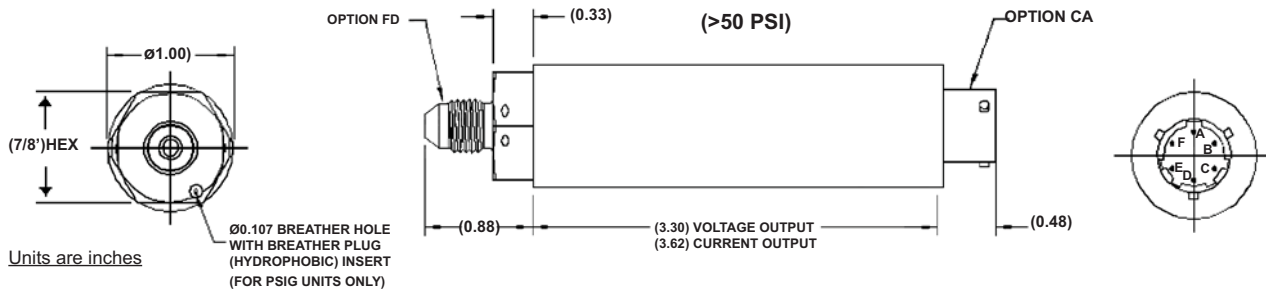 OPTION FD
(0.33)
(>50 PSI)
OPTION CA
Ø1.00)
(7/8')HEX
A
F
B
E
C
D
(0.88)
(3.30) VOLTAGE OUTPUT
(3.62) CURRENT OUTPUT
(0.48)
Ø0.107 BREATHER HOLE
WITH BREATHER PLUG
(HYDROPHOBIC) INSERT
(FOR PSIG UNITS ONLY)
Units are inches